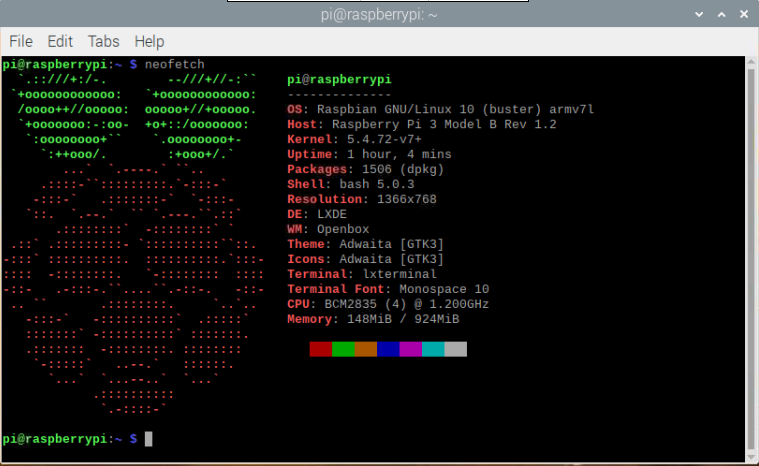 pi@raspberrypi: ~
File Edit Tabs Help
pi@raspberrypi:~ $ neofetch
pi@raspberrypi
--------------
OS: Raspbian GNU/Linux 10 (buster) armv7l
Host: Raspberry Pi 3 Model B Rev 1.2
Kernel: 5.4.72-v7+
Uptime: 1 hour, 4 mins
Packages: 1506 (dpkg)
Shell: bash 5.0.3
Resolution: 1366x768
DE: LXDE
WM: Openbox
Theme: Adwaita [GTK3]
Icons: Adwaita [GTK3]
Terminal: lxterminal
Terminal Font: Monospace 10
CPU: BCM2835 (4) @ 1.200GHz
Memory: 148MiB / 924MiB
pi@raspberrypi:~ $